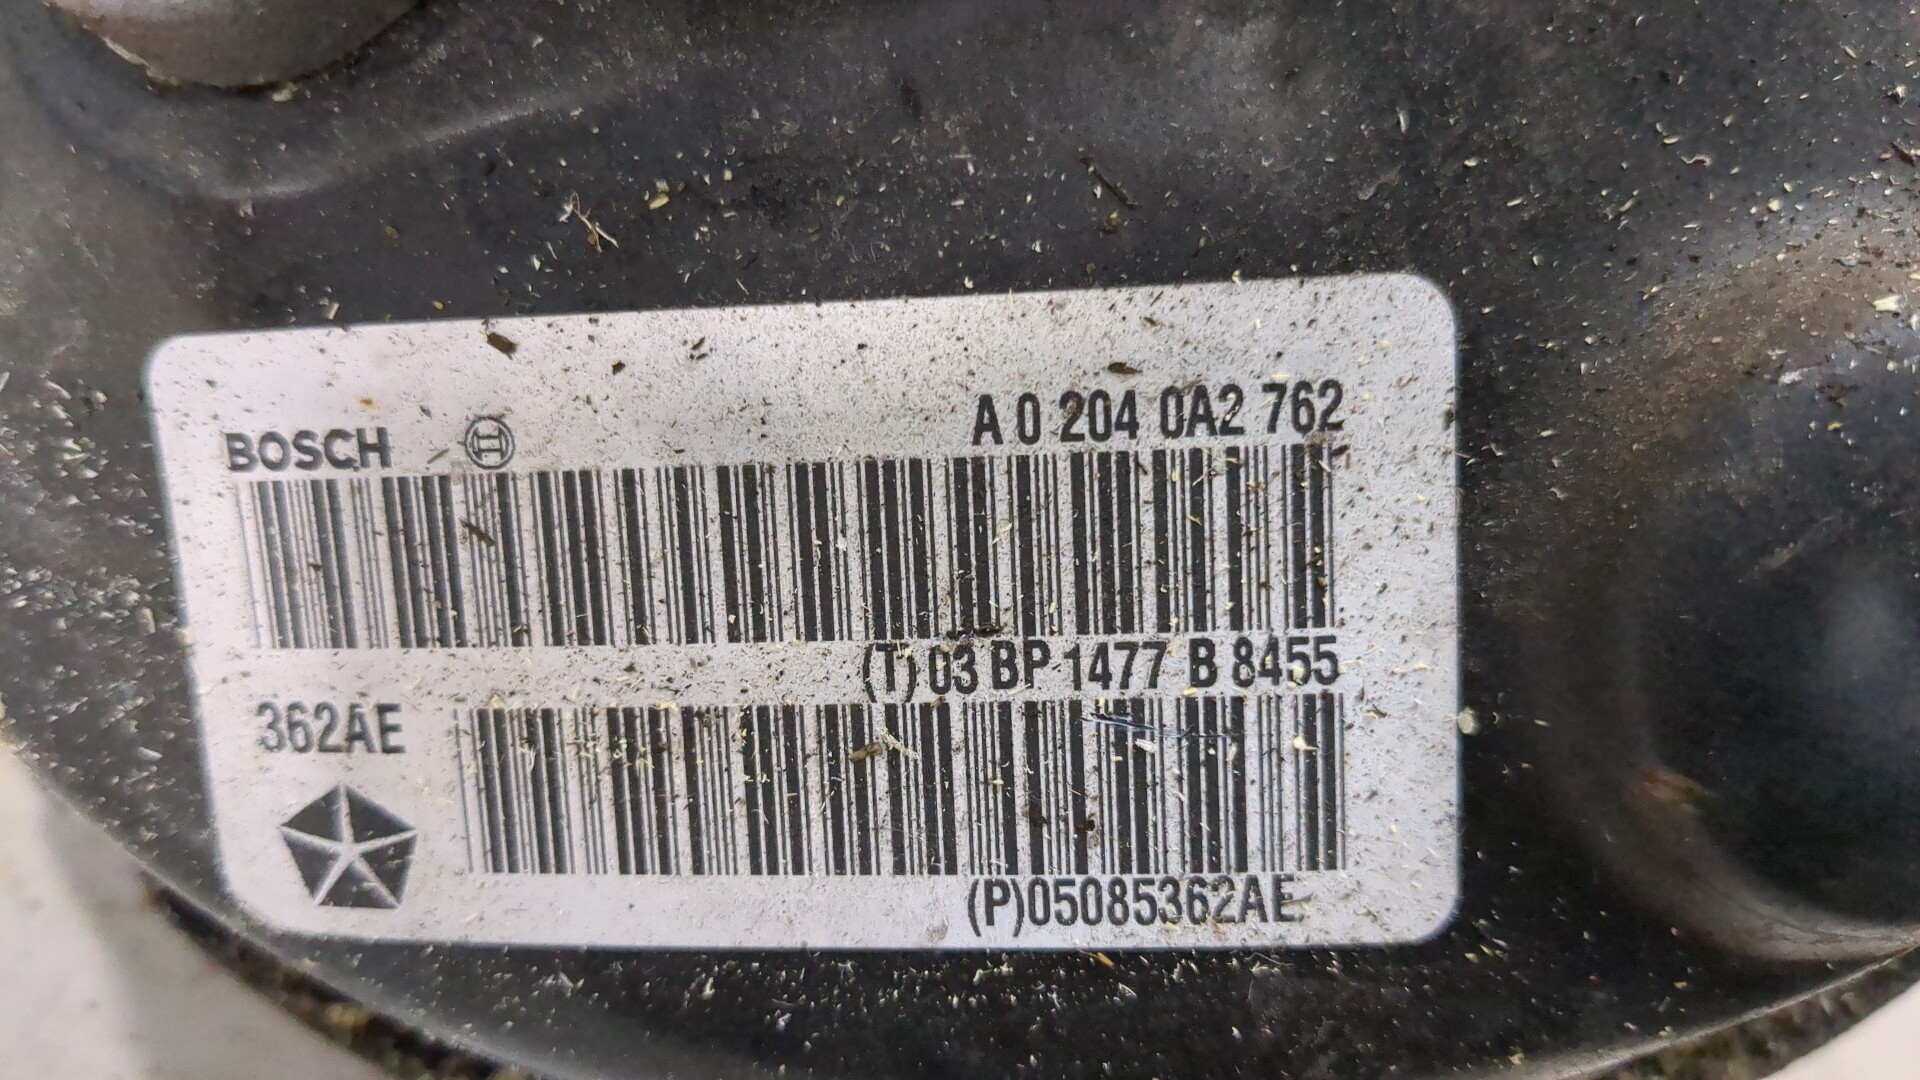 BOSCH
A 0 204 0A2 762
(T) 03 BP 1477 B 8455
362AE
(P)05085362AE